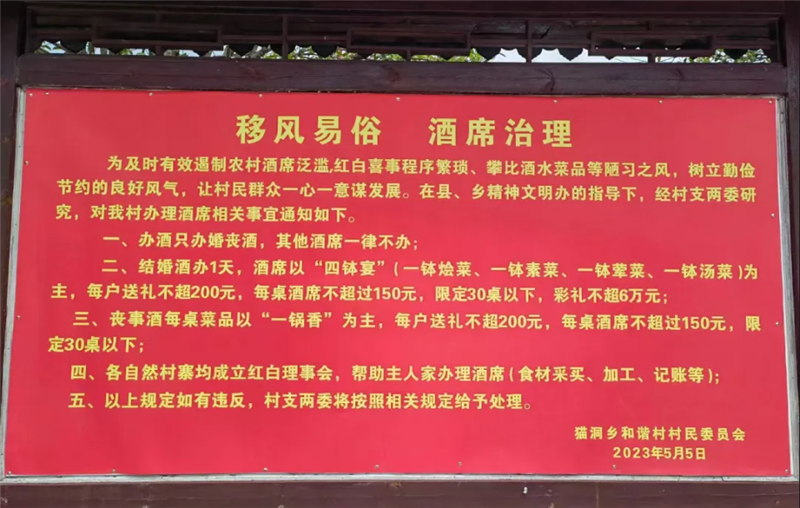 移风易俗 酒席治理
为及时有效遏制农村酒席泛滥,红白喜事程序繁琐、攀比酒水菜品等陋习之风，树立勤俭
节约的良好风气，让村民群众一心一意谋发展。在县、乡精神文明办的指导下，经村支两委研
究，对我村办理酒席相关事宜通知如下。
一、办酒只办婚丧酒，其他酒席一律不办；
二、结婚酒办1天，酒席以“四钵宴”(一钵烩菜、一钵素菜、一钵荤菜、一钵汤菜)为
主，每户送礼不超200元，每桌酒席不超过150元，限定30桌以下，彩礼不超6万元；
三、丧事酒每桌菜品以“一锅香”为主，每户送礼不超200元，每桌酒席不超过150元，限
定30桌以下；
四、各自然村寨均成立红白理事会，帮助主人家办理酒席(食材采买、加工、记账等)；
五、以上规定如有违反，村支两委将按照相关规定给予处理。
猫洞乡和谐村村民委员会
2023年5月5日